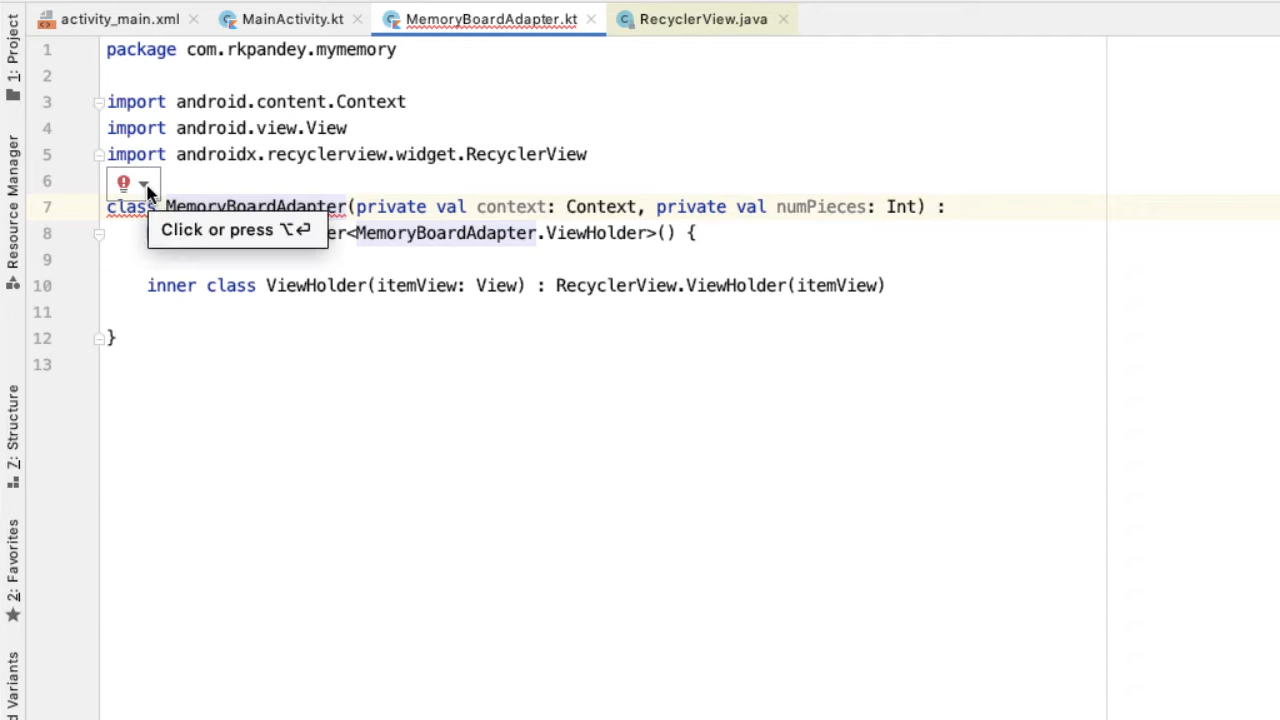 activity_main.xml MainActivity.kt MemoryBoardAdapter.kt RecyclerView.java
1: Project
Resource Manager
7: Structure
2: Favorites
d Variants
1 package com.rkpandey.mymemory
2
3 import android.content.Context
4 import android.view.View
5 import androidx.recyclerview.widget.RecyclerView
6
7 class MemoryBoardAdapter(private val context: Context, private val numPieces: Int) :
Click or press ⌥⏎
8 er<MemoryBoardAdapter.ViewHolder>() {
9
10 inner class ViewHolder(itemView: View) : RecyclerView.ViewHolder(itemView)
11
12 }
13